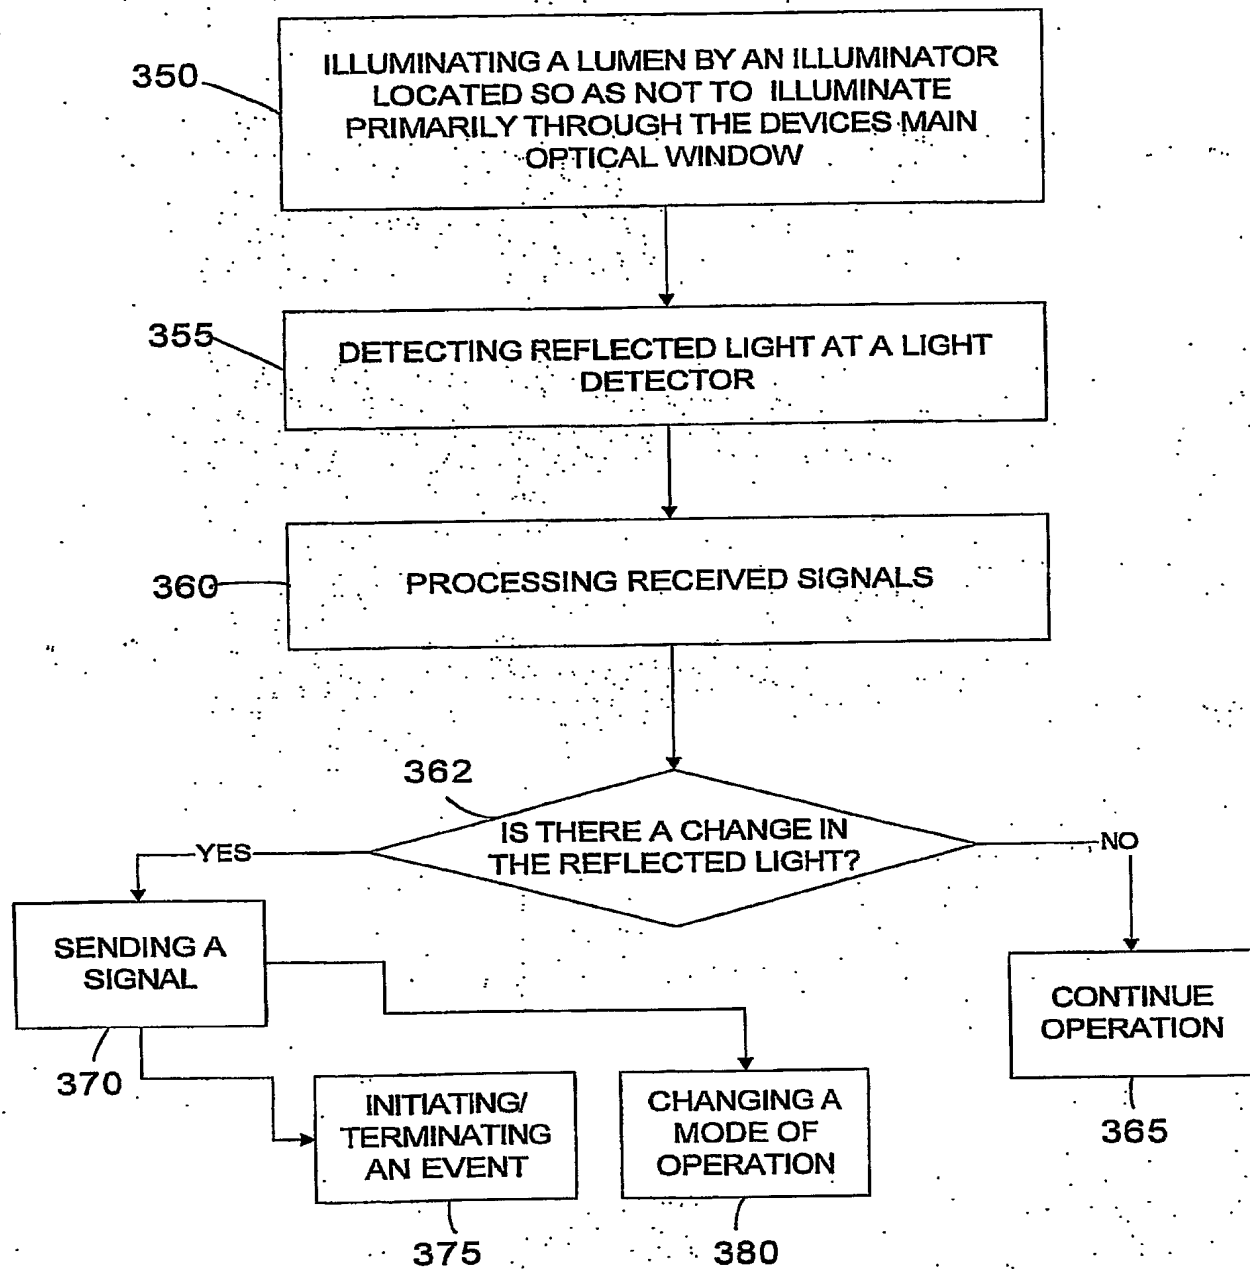 350
ILLUMINATING A LUMEN BY AN ILLUMINATOR
LOCATED SO AS NOT TO ILLUMINATE
PRIMARILY THROUGH THE DEVICES MAIN
OPTICAL WINDOW
355
DETECTING REFLECTED LIGHT AT A LIGHT
DETECTOR
360
PROCESSING RECEIVED SIGNALS
362
IS THERE A CHANGE IN
THE REFLECTED LIGHT?
YES
NO
SENDING A
SIGNAL
370
CONTINUE
OPERATION
365
INITIATING/
TERMINATING
AN EVENT
375
CHANGING A
MODE OF
OPERATION
380